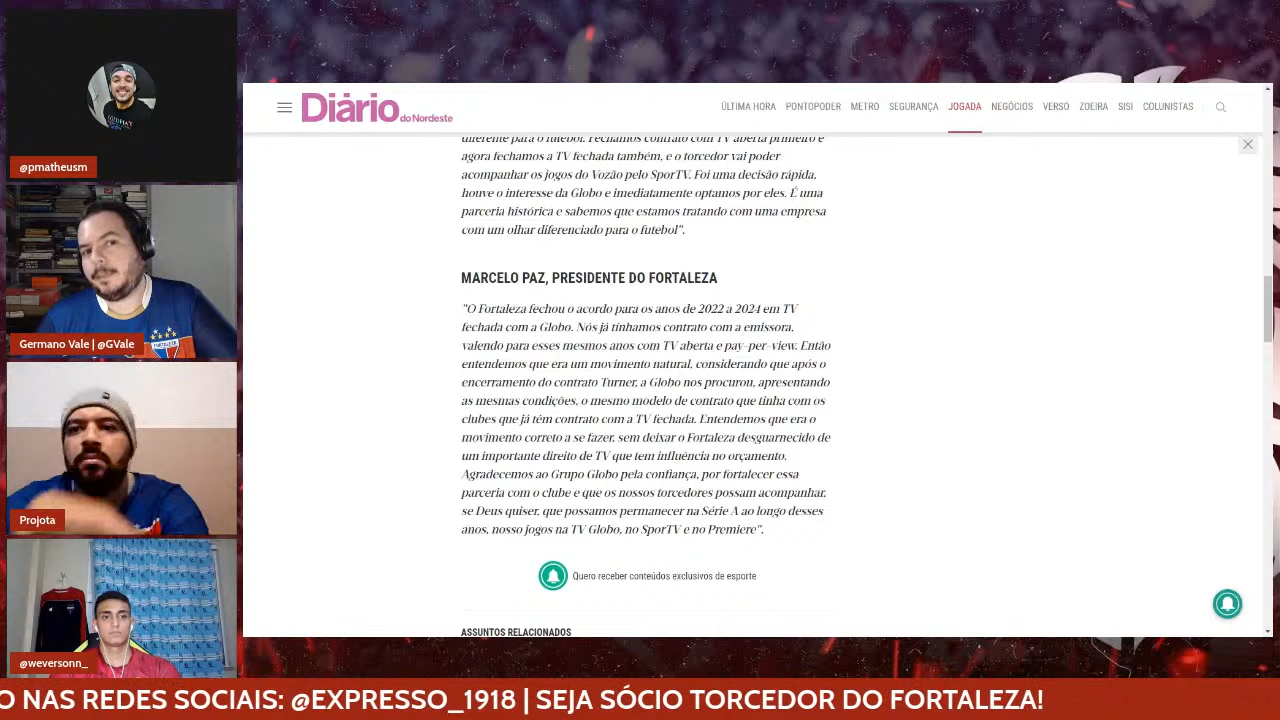 @pmatheusm
Germano Vale | @GVale
FORTALEZA
Projota
@weversonn_
Diário do Nordeste
ÚLTIMA HORA PONTOPODER METRO SEGURANÇA JOGADA NEGÓCIOS VERSO ZOEIRA SISI COLUNISTAS
diferente para o futebol. Fechamos contrato com TV aberta primeiro e
agora fechamos a TV fechada também, e o torcedor vai poder
acompanhar os jogos do Vozão pelo SporTV. Foi uma decisão rápida,
houve o interesse da Globo e imediatamente optamos por eles. É uma
parceria histórica e sabemos que estamos tratando com uma empresa
com um olhar diferenciado para o futebol".
MARCELO PAZ, PRESIDENTE DO FORTALEZA
"O Fortaleza fechou o acordo para os anos de 2022 a 2024 em TV
fechada com a Globo. Nós já tínhamos contrato com a emissora,
valendo para esses mesmos anos com TV aberta e pay-per-view. Então
entendemos que era um movimento natural, considerando que após o
encerramento do contrato Turner, a Globo nos procurou, apresentando
as mesmas condições, o mesmo modelo de contrato que tinha com os
clubes que já têm contrato com a TV fechada. Entendemos que era o
movimento correto a se fazer, sem deixar o Fortaleza desguarnecido de
um importante direito de TV que tem influência no orçamento.
Agradecemos ao Grupo Globo pela confiança, por fortalecer essa
parceria com o clube e que os nossos torcedores possam acompanhar,
se Deus quiser, que possamos permanecer na Série A ao longo desses
anos, nosso jogos na TV Globo, no SporTV e no Premiere".
Quero receber conteúdos exclusivos de esporte
ASSUNTOS RELACIONADOS
O NAS REDES SOCIAIS: @EXPRESSO_1918 | SEJA SÓCIO TORCEDOR DO FORTALEZA!